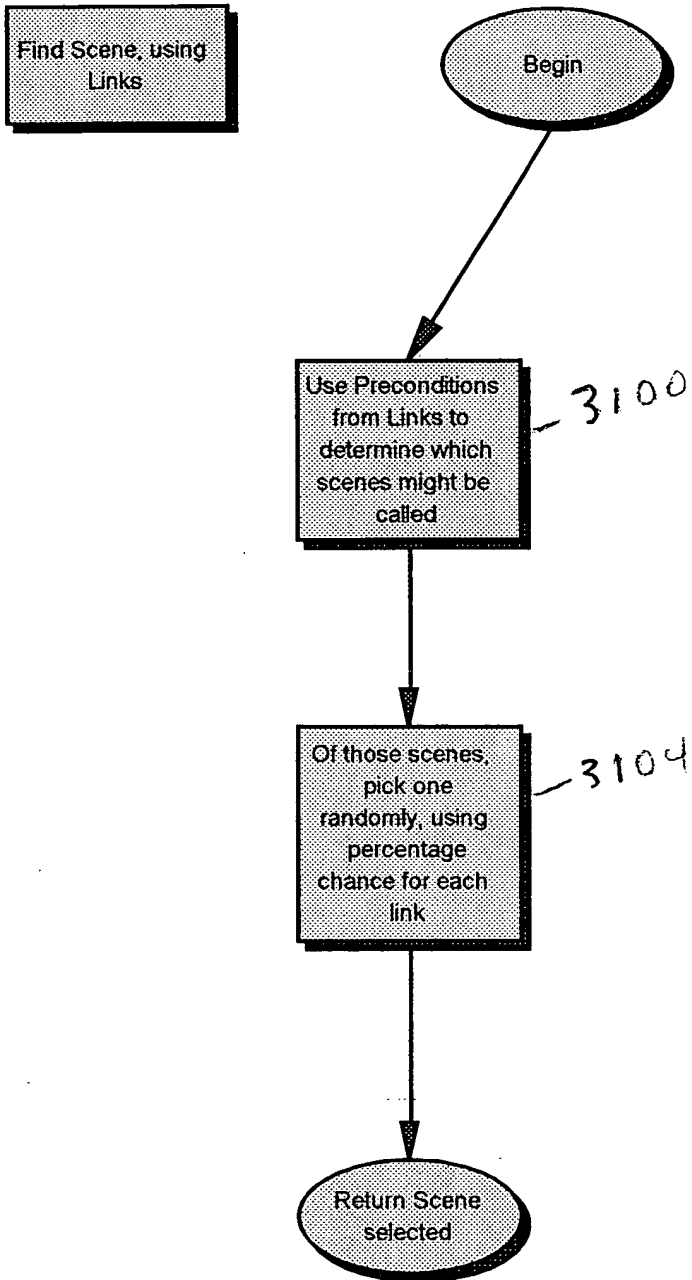 Find Scene, using
Links
Begin
Use Preconditions
from Links to
determine which
scenes might be
called
3100
Of those scenes,
pick one
randomly, using
percentage
chance for each
link
3104
Return Scene
selected